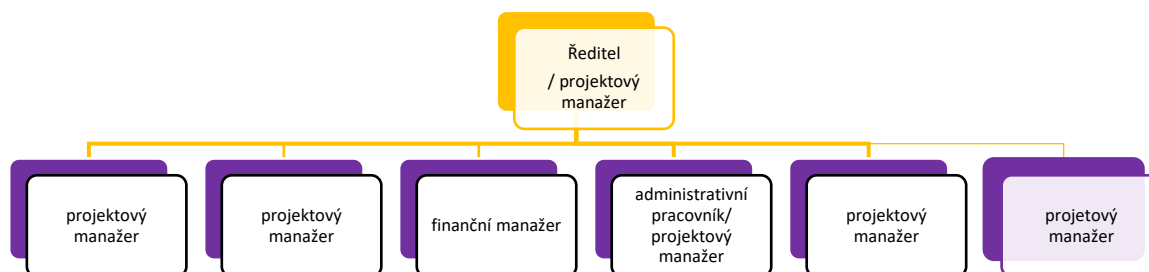 Ředitel
/ projektový
manažer
projektový
manažer
projektový
manažer
finanční manažer
administrativní
pracovník/
projektový
manažer
projektový
manažer
projetový
manažer